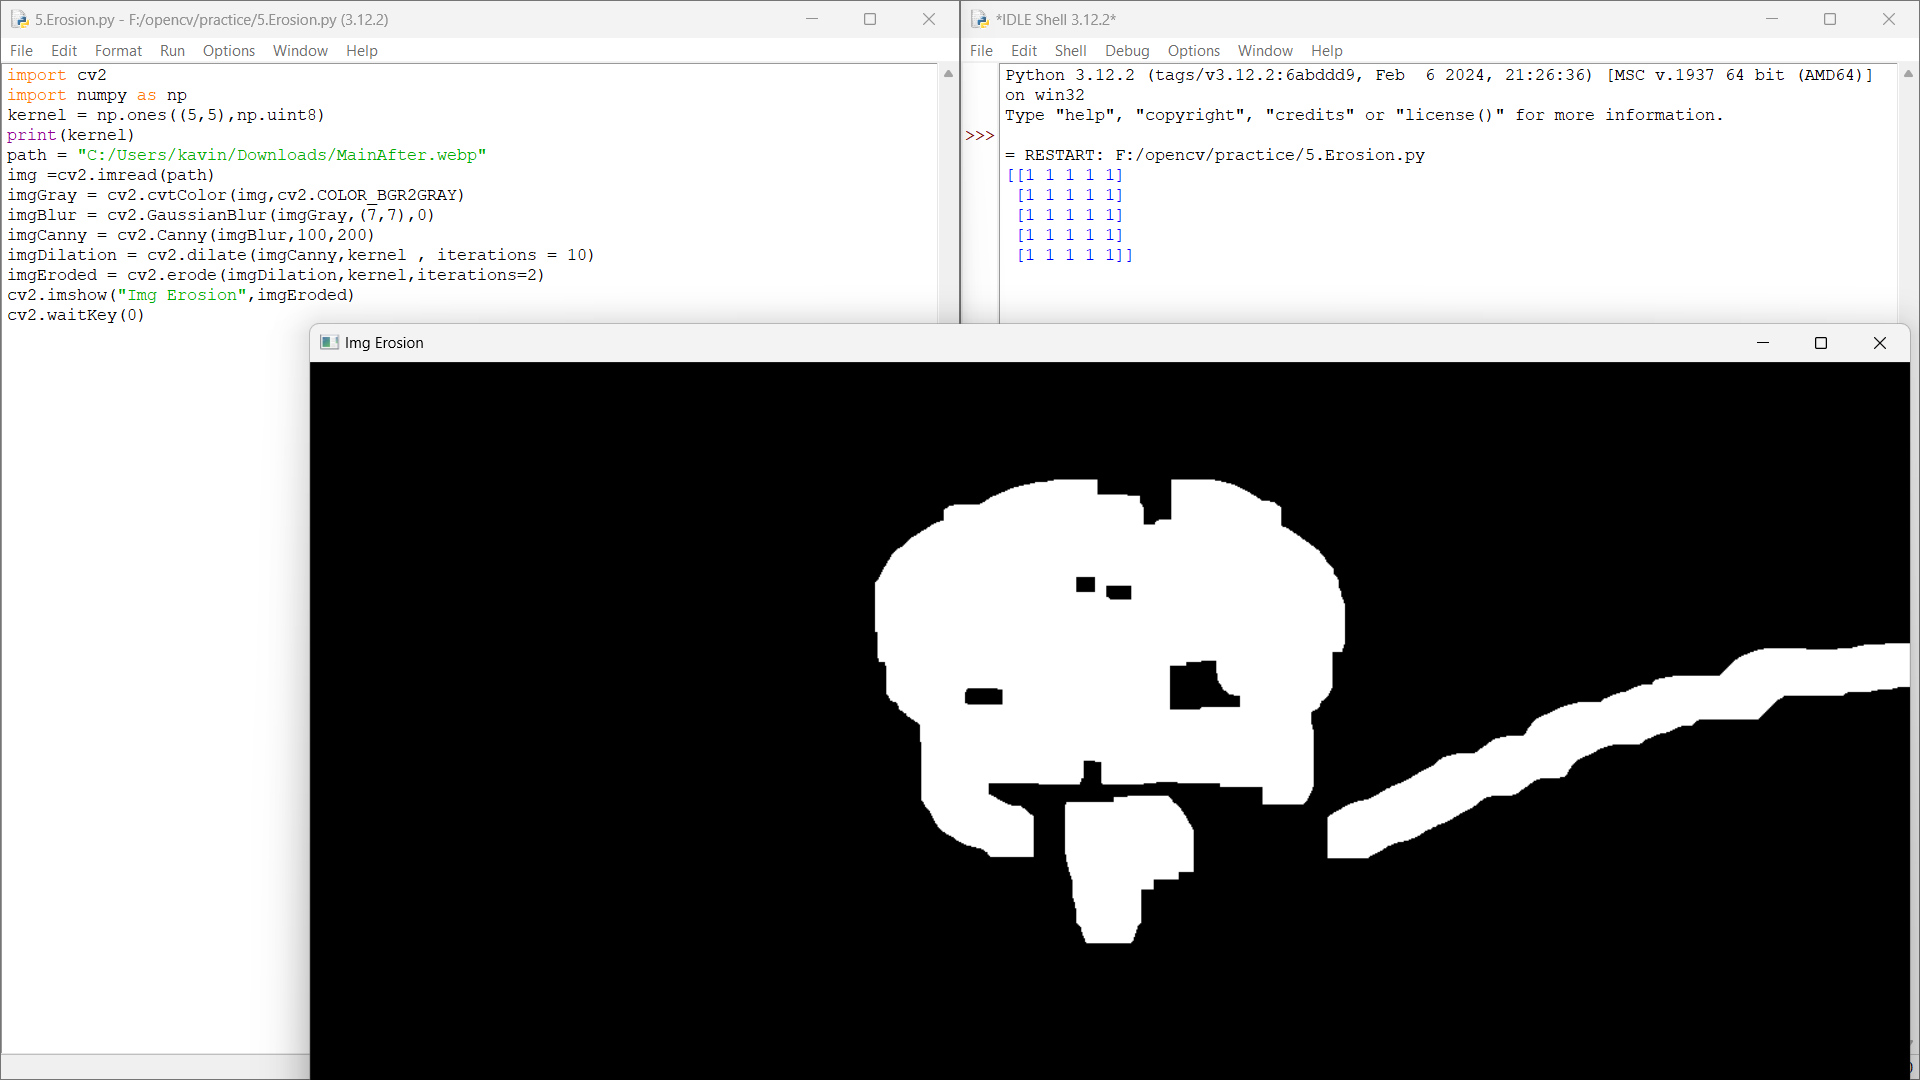 5.Erosion.py - F:/opencv/practice/5.Erosion.py (3.12.2)
File Edit Format Run Options Window Help
import cv2
import numpy as np
kernel = np.ones((5,5),np.uint8)
print(kernel)
path = "C:/Users/kavin/Downloads/MainAfter.webp"
img =cv2.imread(path)
imgGray = cv2.cvtColor(img,cv2.COLOR_BGR2GRAY)
imgBlur = cv2.GaussianBlur(imgGray,(7,7),0)
imgCanny = cv2.Canny(imgBlur,100,200)
imgDilation = cv2.dilate(imgCanny,kernel , iterations = 10)
imgEroded = cv2.erode(imgDilation,kernel,iterations=2)
cv2.imshow("Img Erosion",imgEroded)
cv2.waitKey(0)
*IDLE Shell 3.12.2*
File Edit Shell Debug Options Window Help
Python 3.12.2 (tags/v3.12.2:6abddd9, Feb  6 2024, 21:26:36) [MSC v.1937 64 bit (AMD64)]
on win32
Type "help", "copyright", "credits" or "license()" for more information.
>>>
= RESTART: F:/opencv/practice/5.Erosion.py
[[1 1 1 1 1]
 [1 1 1 1 1]
 [1 1 1 1 1]
 [1 1 1 1 1]
 [1 1 1 1 1]]
Img Erosion